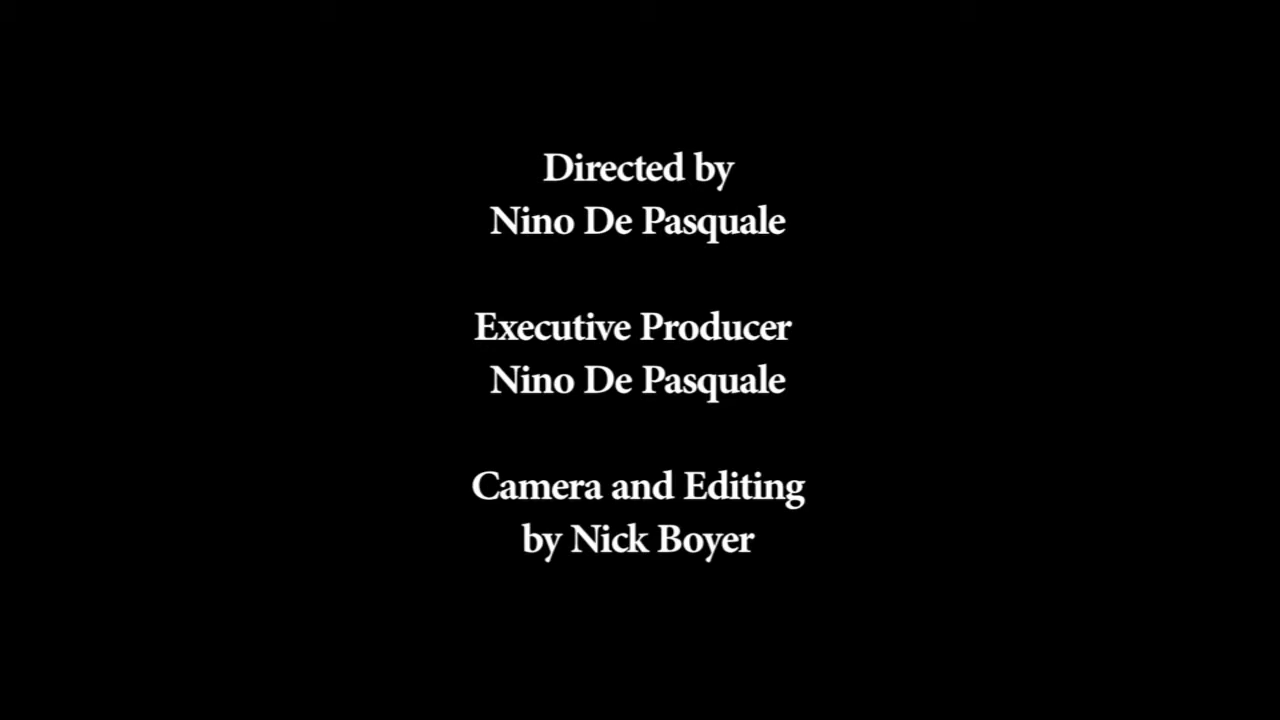 Directed by
Nino De Pasquale
Executive Producer
Nino De Pasquale
Camera and Editing
by Nick Boyer